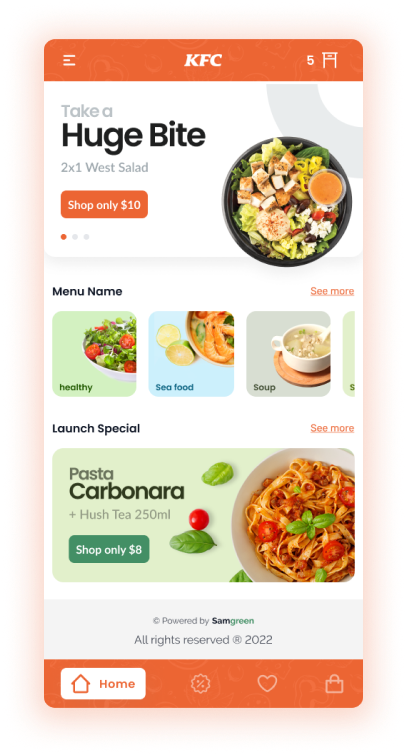 KFC
5
Take a
Huge Bite
2x1 West Salad
Shop only $10
Menu Name
See more
healthy
Sea food
Soup
S
Launch Special
See more
Pasta
Carbonara
+ Hush Tea 250ml
Shop only $8
© Powered by Samgreen
All rights reserved ® 2022
Home